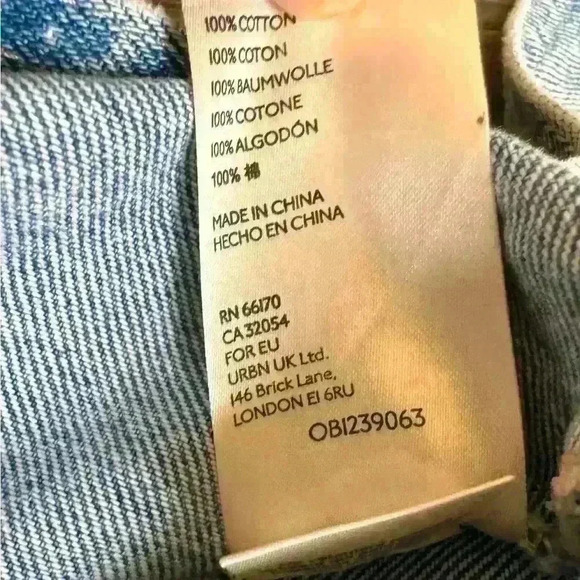 100% COTTON
100% COTON
100% BAUMWOLLE
100% COTONE
100% ALGODÓN
100% 棉
MADE IN CHINA
HECHO EN CHINA
RN 66170
CA 32054
FOR EU
URBN UK Ltd.
146 Brick Lane,
LONDON E1 6RU
OB1239063